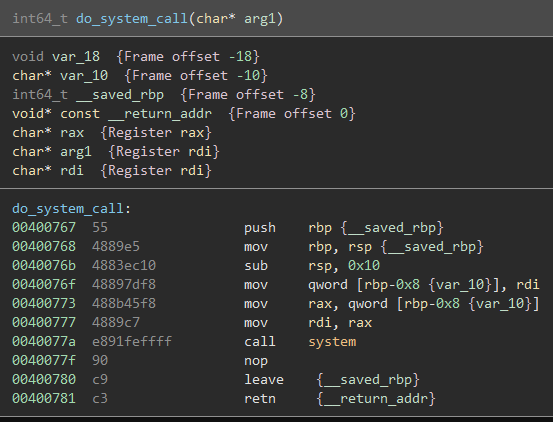 int64_t do_system_call(char* arg1)
void var_18 {Frame offset -18}
char* var_10 {Frame offset -10}
int64_t __saved_rbp {Frame offset -8}
void* const __return_addr {Frame offset 0}
char* rax {Register rax}
char* arg1 {Register rdi}
char* rdi {Register rdi}
do_system_call:
00400767 55 push rbp {__saved_rbp}
00400768 4889e5 mov rbp, rsp {__saved_rbp}
0040076b 4883ec10 sub rsp, 0x10
0040076f 48897df8 mov qword [rbp-0x8 {var_10}], rdi
00400773 488b45f8 mov rax, qword [rbp-0x8 {var_10}]
00400777 4889c7 mov rdi, rax
0040077a e891feffff call system
0040077f 90 nop
00400780 c9 leave {__saved_rbp}
00400781 c3 retn {__return_addr}